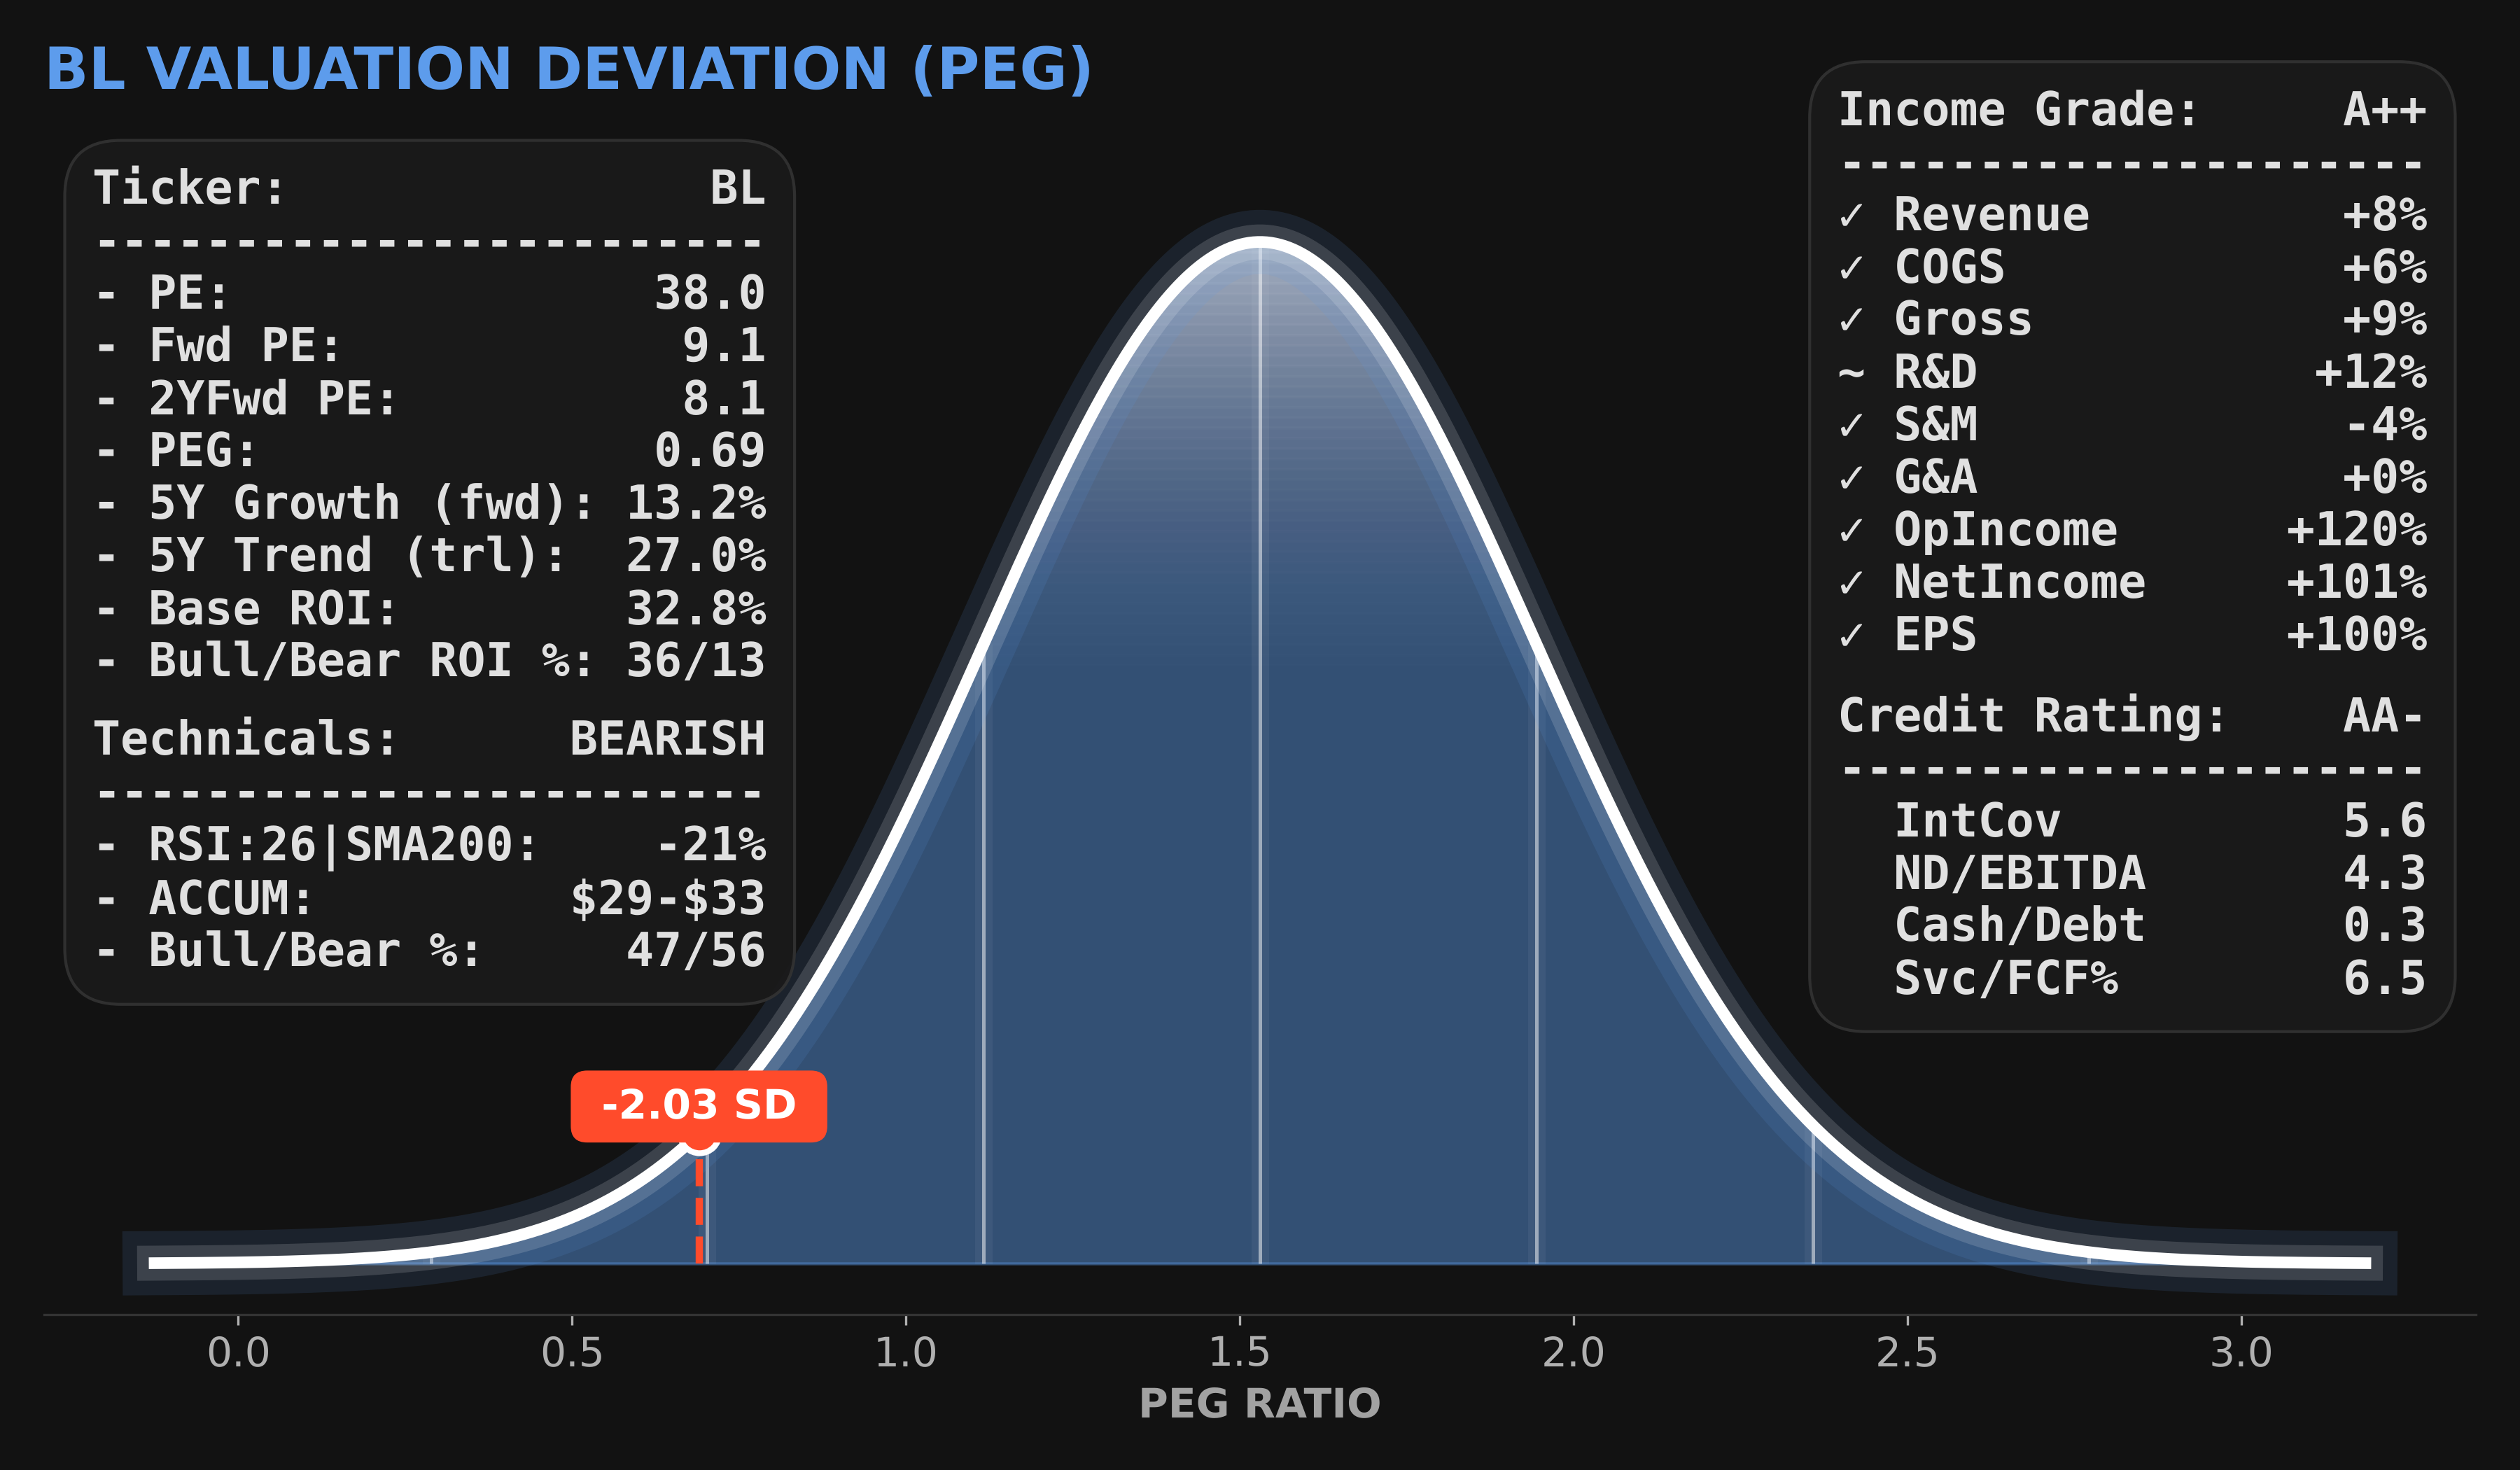 BL VALUATION DEVIATION (PEG)
Ticker: BL
------------------------
- PE: 38.0
- Fwd PE: 9.1
- 2YFwd PE: 8.1
- PEG: 0.69
- 5Y Growth (fwd): 13.2%
- 5Y Trend (trl): 27.0%
- Base ROI: 32.8%
- Bull/Bear ROI %: 36/13
Technicals: BEARISH
------------------------
- RSI:26|SMA200: -21%
- ACCUM: $29-$33
- Bull/Bear %: 47/56
Income Grade: A++
---------------------
✓ Revenue +8%
✓ COGS +6%
✓ Gross +9%
~ R&D +12%
✓ S&M -4%
✓ G&A +0%
✓ OpIncome +120%
✓ NetIncome +101%
✓ EPS +100%
Credit Rating: AA-
---------------------
IntCov 5.6
ND/EBITDA 4.3
Cash/Debt 0.3
Svc/FCF% 6.5
-2.03 SD
0.0 0.5 1.0 1.5 2.0 2.5 3.0
PEG RATIO